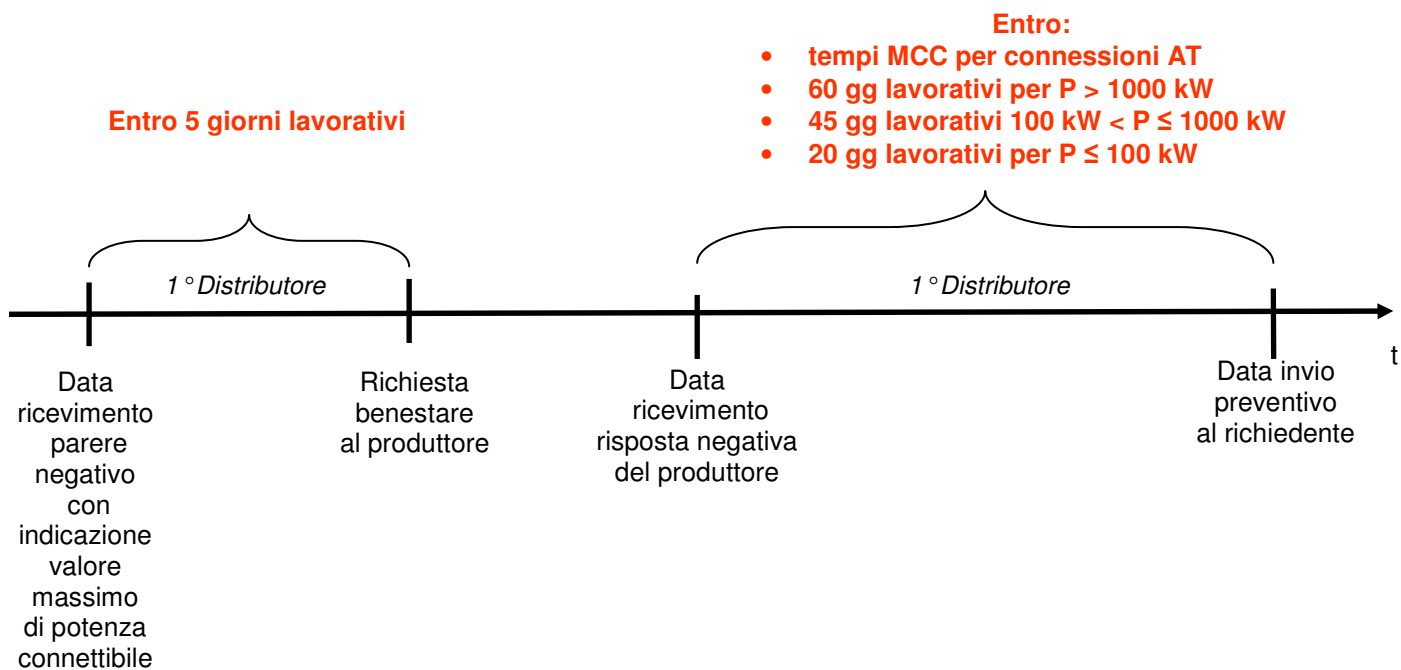 Entro:
• tempi MCC per connessioni AT
• 60 gg lavorativi per P > 1000 kW
• 45 gg lavorativi 100 kW < P ≤ 1000 kW
• 20 gg lavorativi per P ≤ 100 kW
Entro 5 giorni lavorativi
1° Distributore
1° Distributore
t
Data
ricevimento
parere
negativo
con
indicazione
valore
massimo
di potenza
connettibile
Richiesta
benestare
al produttore
Data
ricevimento
risposta negativa
del produttore
Data invio
preventivo
al richiedente